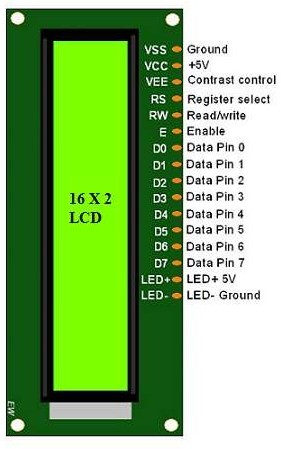 VSS Ground
VCC +5V
VEE Contrast control
RS Register select
RW Read/write
E Enable
D0 Data Pin 0
D1 Data Pin 1
D2 Data Pin 2
D3 Data Pin 3
D4 Data Pin 4
D5 Data Pin 5
D6 Data Pin 6
D7 Data Pin 7
LED+ LED+ 5V
LED- LED- Ground
16 X 2
LCD
EW